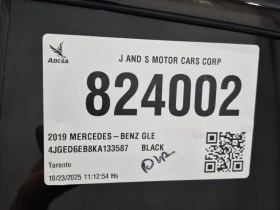 ADESA
J AND S MOTOR CARS CORP
824002
2019 MERCEDES-BENZ GLE
4JGED6EB8KA133587 BLACK
Toronto
10/23/2025 11:12:54 Hs